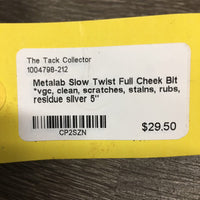 The Tack Collector
1004798-212
Metalab Slow Twist Full Cheek Bit
*vgc, clean, scratches, stains, rubs,
residue silver 5"
CP2SZN
$29.50